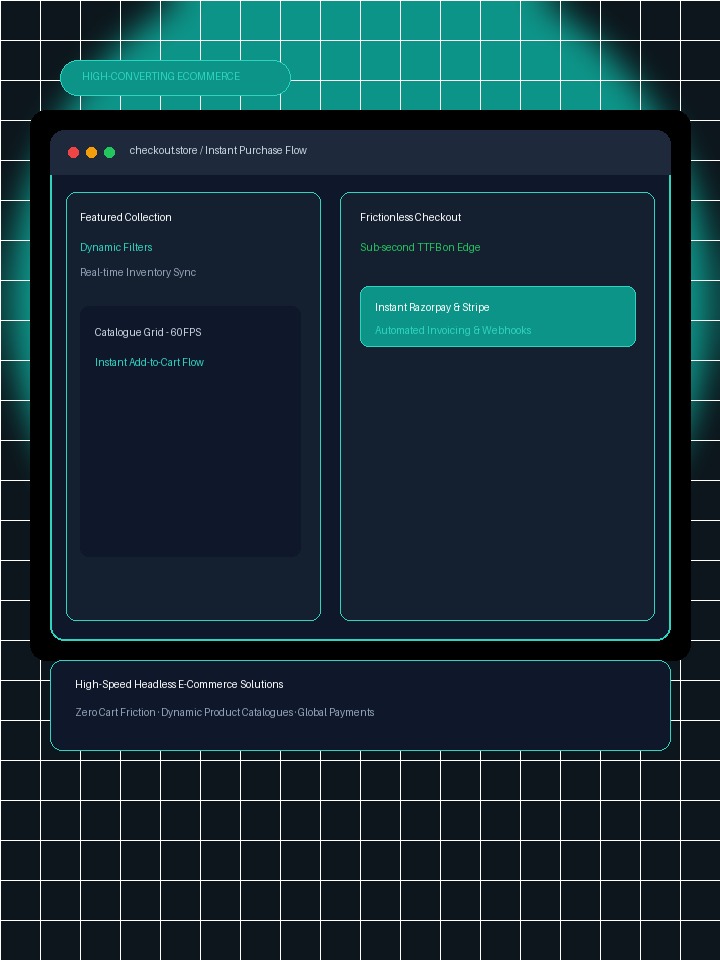 HIGH-CONVERTING ECOMMERCE
checkout.store / Instant Purchase Flow
Featured Collection
Dynamic Filters
Real-time Inventory Sync
Catalogue Grid - 60FPS
Instant Add-to-Cart Flow
Frictionless Checkout
Sub-second TTFB on Edge
Instant Razorpay & Stripe
Automated Invoicing & Webhooks
High-Speed Headless E-Commerce Solutions
Zero Cart Friction · Dynamic Product Catalogues · Global Payments